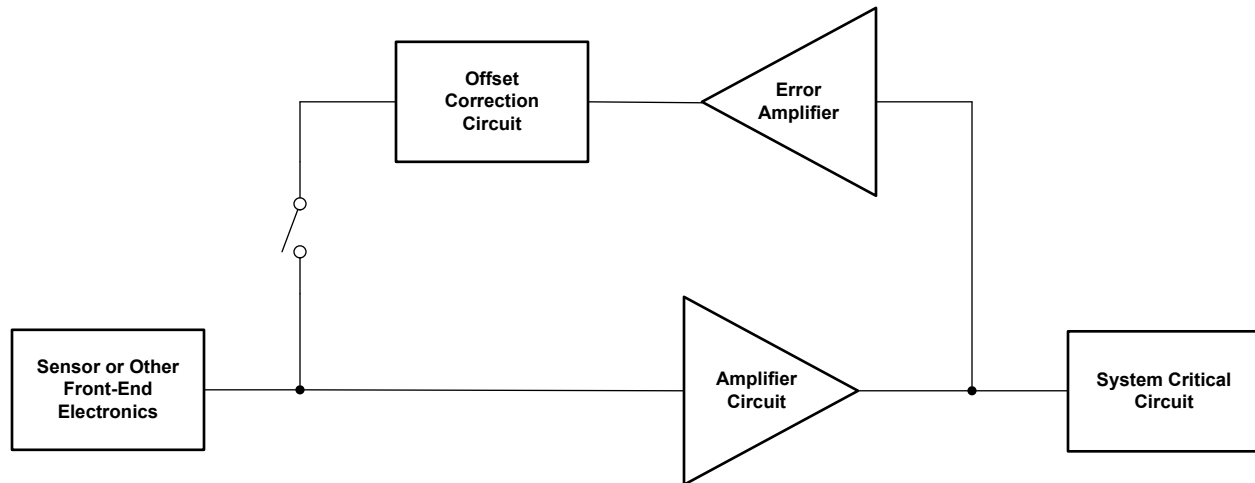 Offset
Correction
Circuit
Error
Amplifier
Sensor or Other
Front-End
Electronics
Amplifier
Circuit
System Critical
Circuit